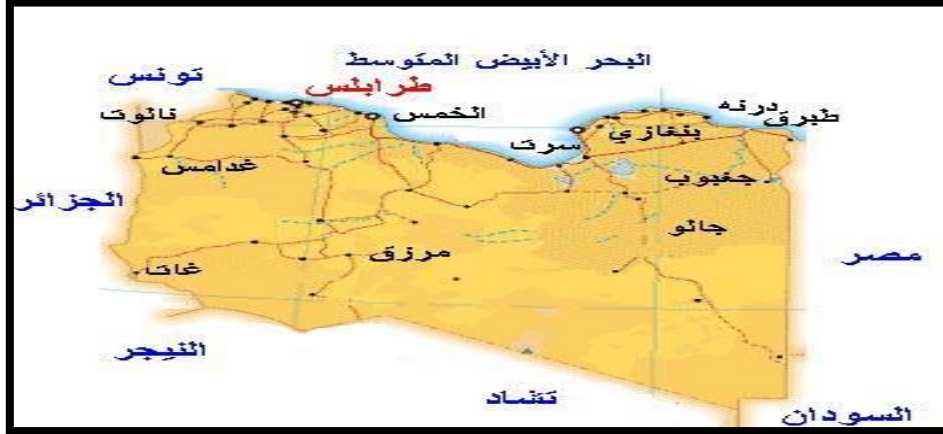 البحر الأبيض المتوسط
تونس
طرابلس
نالوت
الخمس
درنه
طبرق
بنغازي
سرت
غدامس
جغبوب
الجزائر
جالو
مرزق
غات
مصر
النيجر
تشاد
السودان